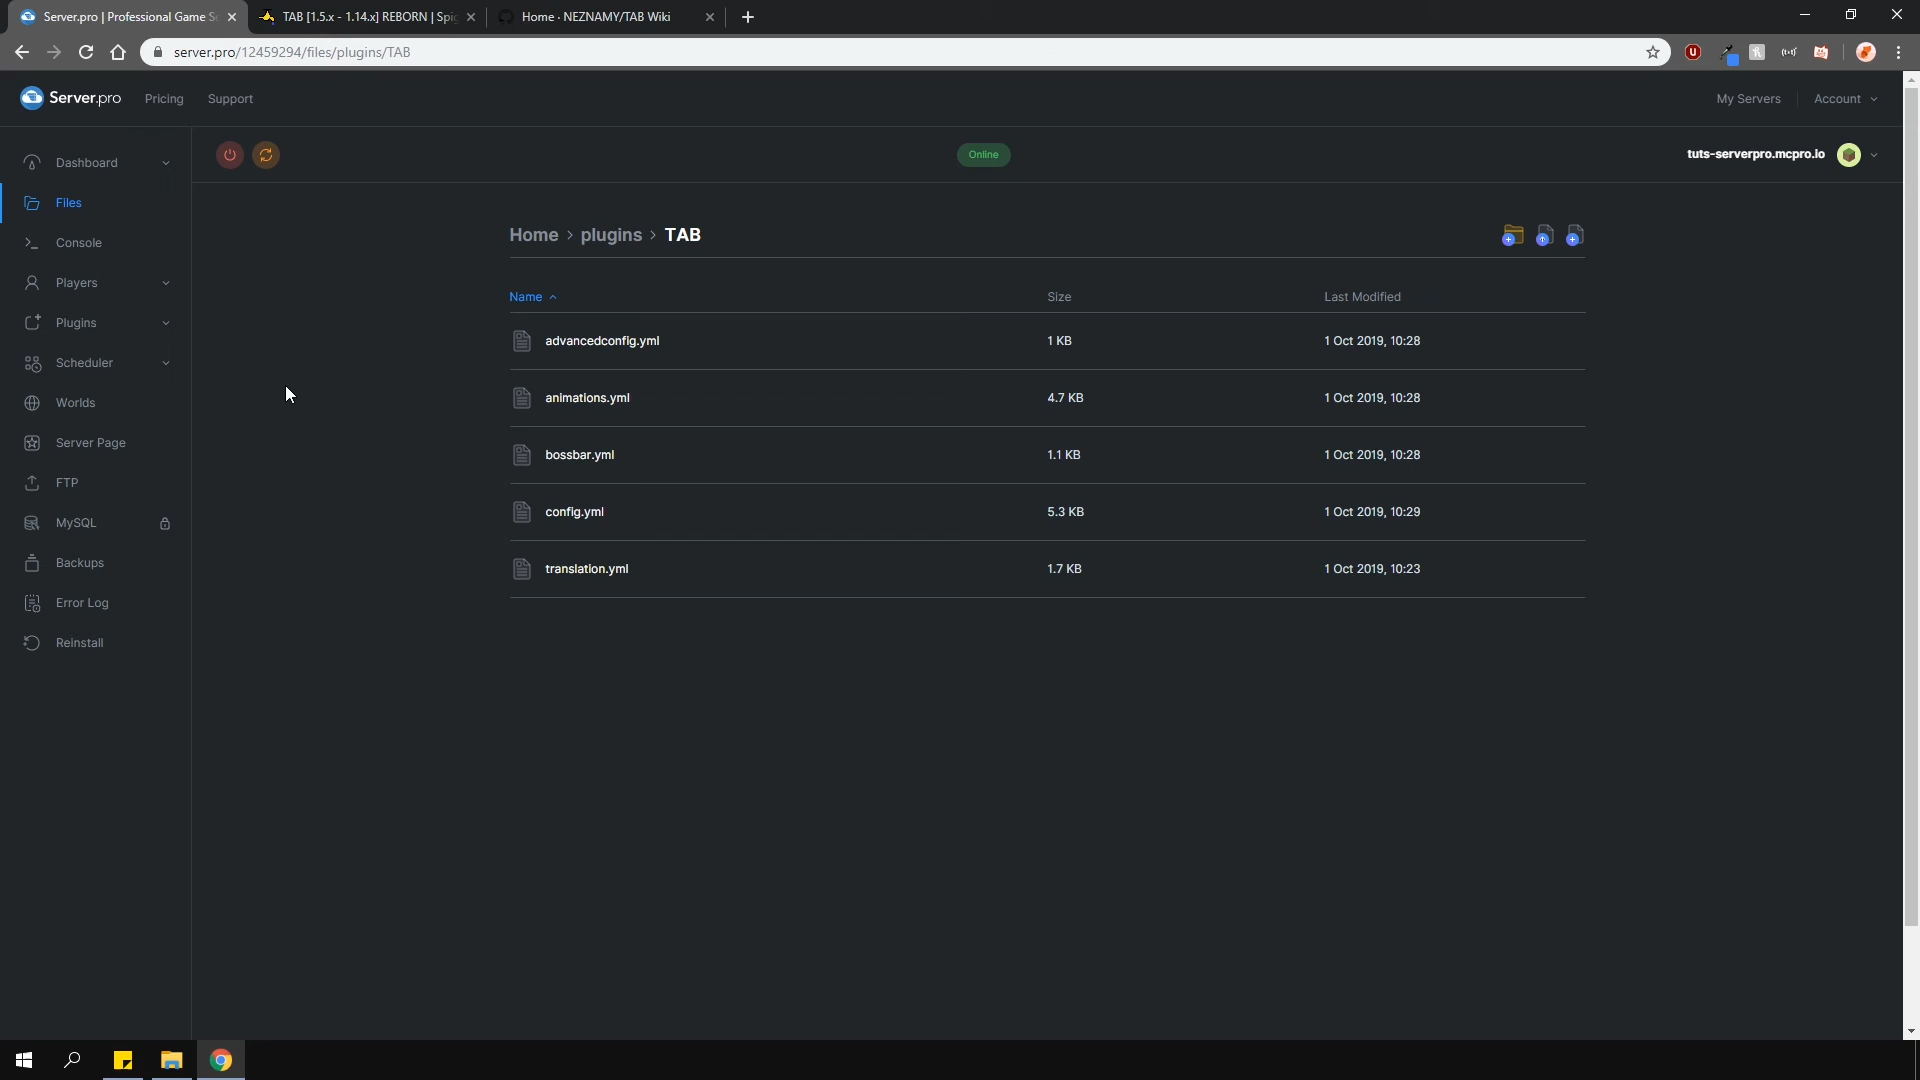 Server.pro | Professional Game S
TAB [1.5.x - 1.14.x] REBORN | Spig
Home · NEZNAMY/TAB Wiki
server.pro/12459294/files/plugins/TAB
Server.pro
Pricing
Support
My Servers
Account
Dashboard
Online
tuts-serverpro.mcpro.io
Files
Console
Players
Plugins
Scheduler
Worlds
Server Page
FTP
MySQL
Backups
Error Log
Reinstall
Home > plugins > TAB
Name Size Last Modified
advancedconfig.yml 1 KB 1 Oct 2019, 10:28
animations.yml 4.7 KB 1 Oct 2019, 10:28
bossbar.yml 1.1 KB 1 Oct 2019, 10:28
config.yml 5.3 KB 1 Oct 2019, 10:29
translation.yml 1.7 KB 1 Oct 2019, 10:23